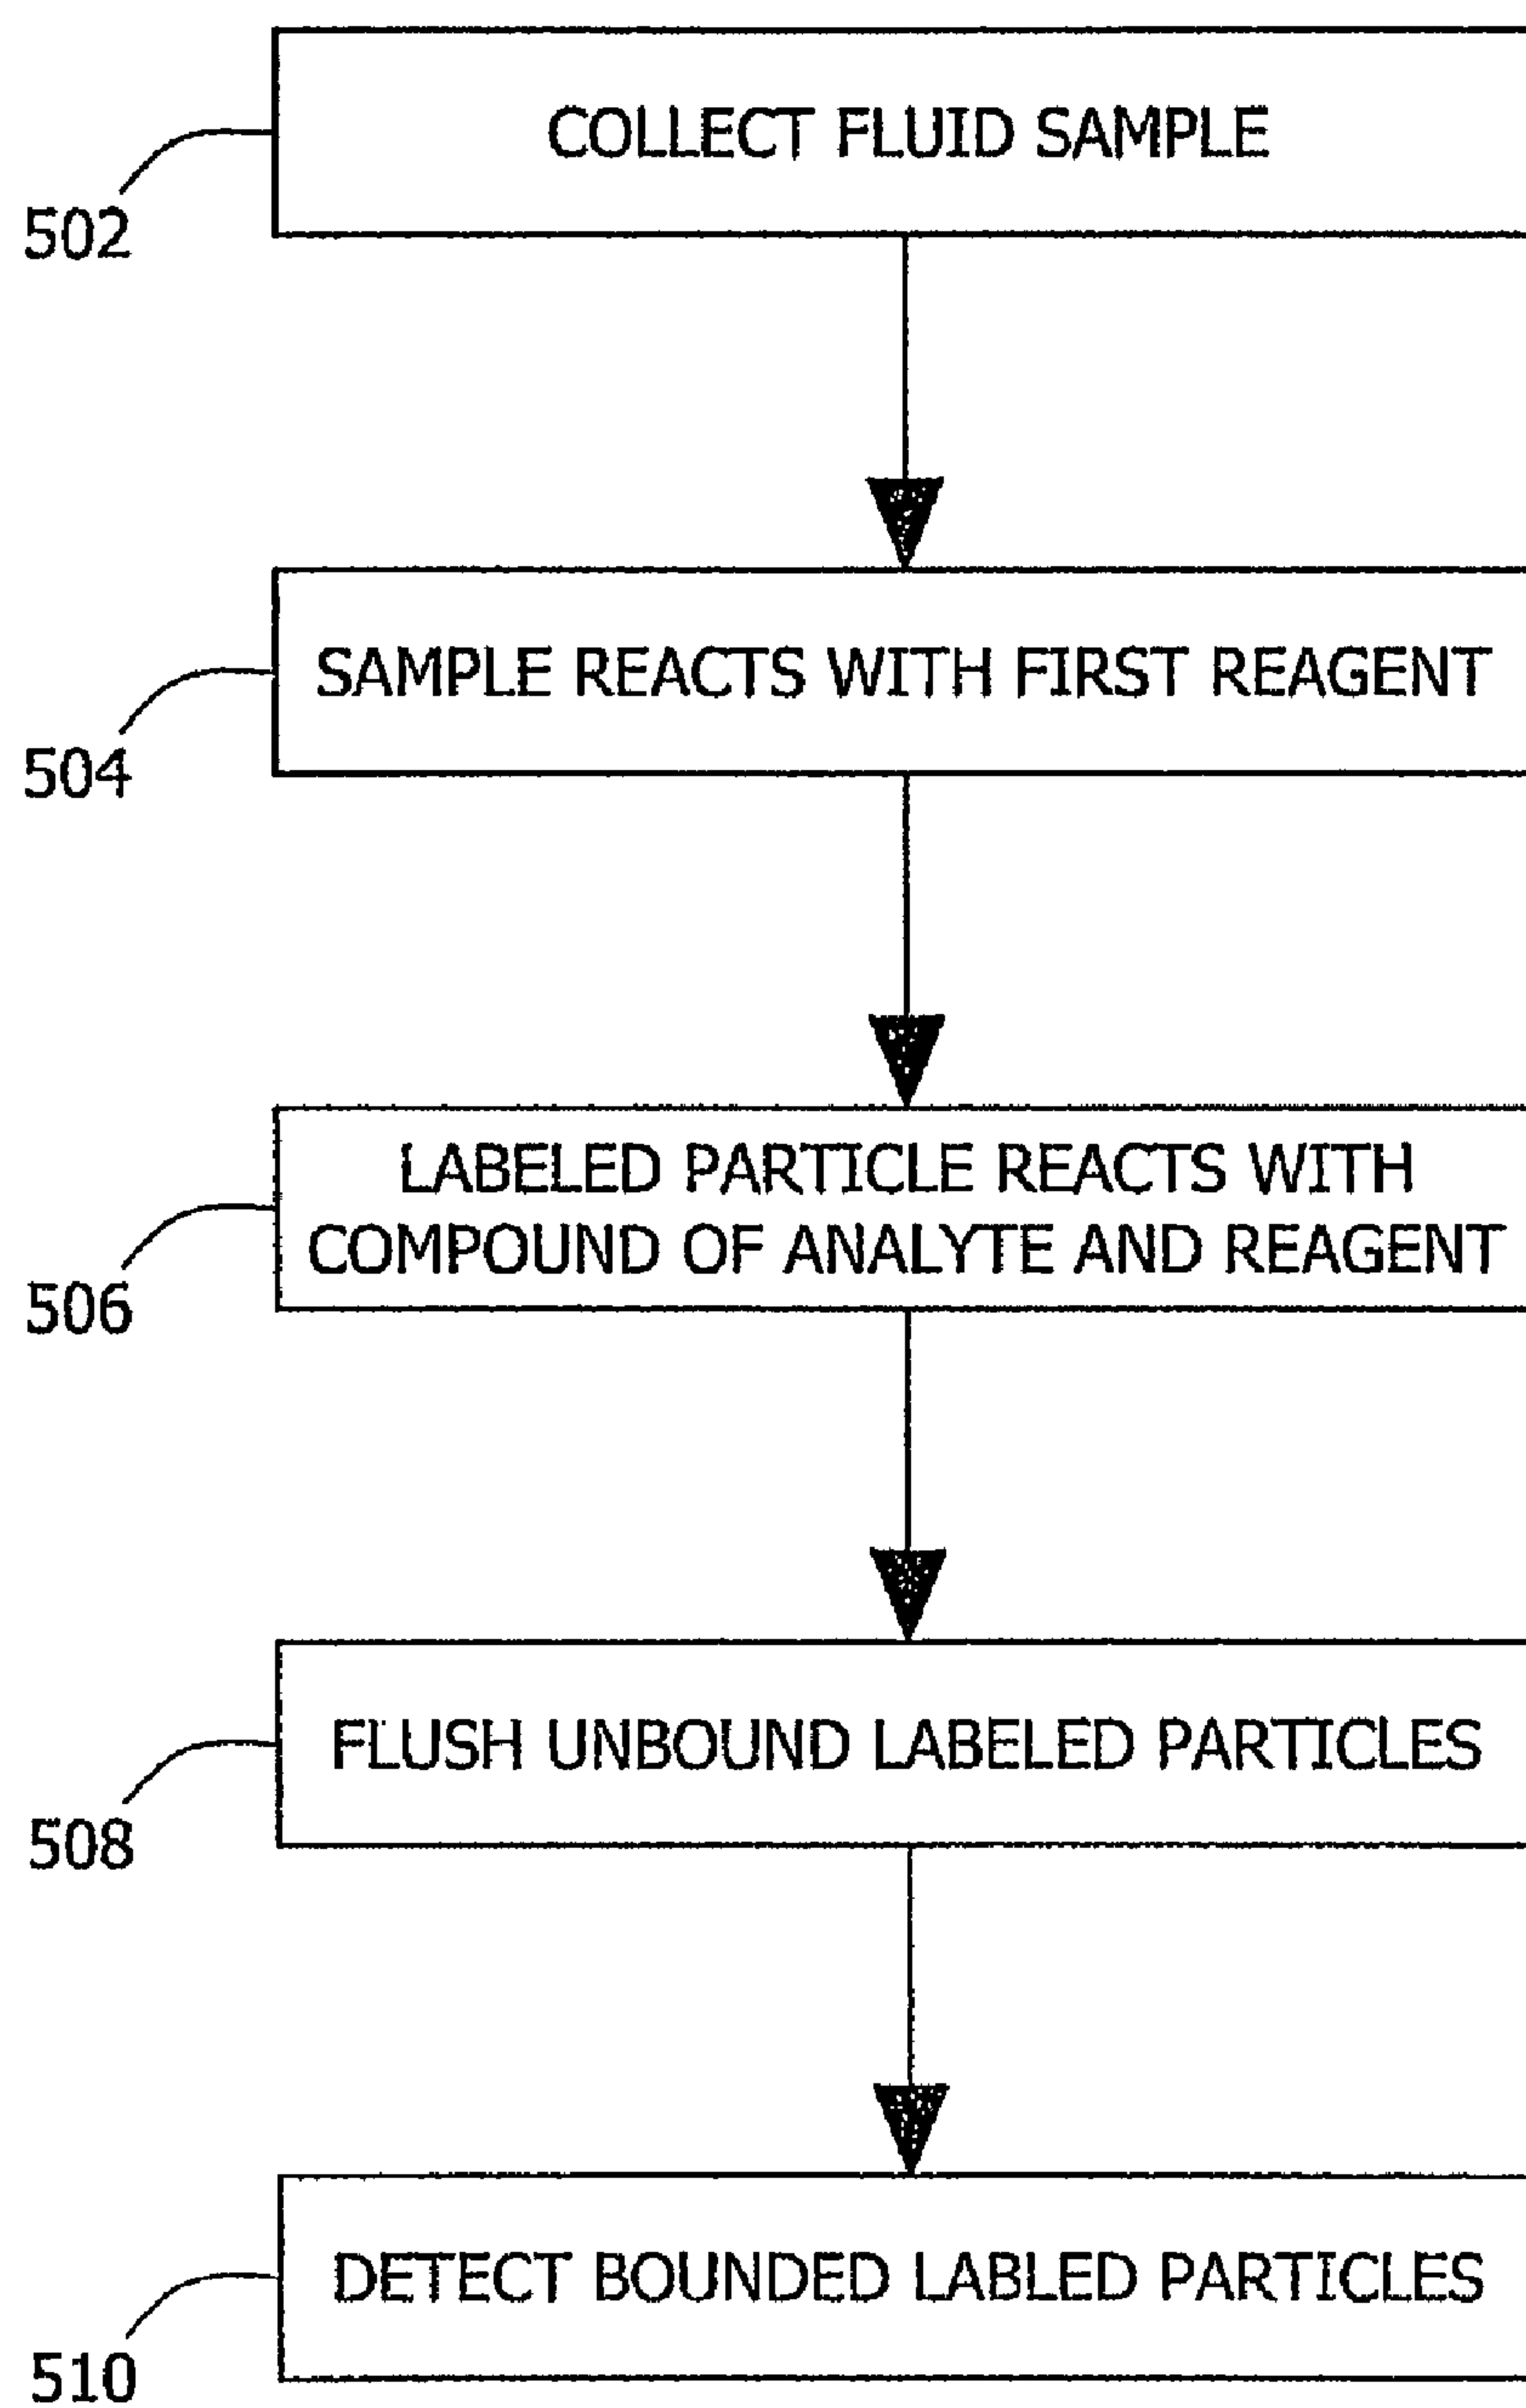 COLLECT FLUID SAMPLE
502
SAMPLE REACTS WITH FIRST REAGENT
504
LABELED PARTICLE REACTS WITH
COMPOUND OF ANALYTE AND REAGENT
506
FLUSH UNBOUND LABELED PARTICLES
508
DETECT BOUNDED LABLED PARTICLES
510